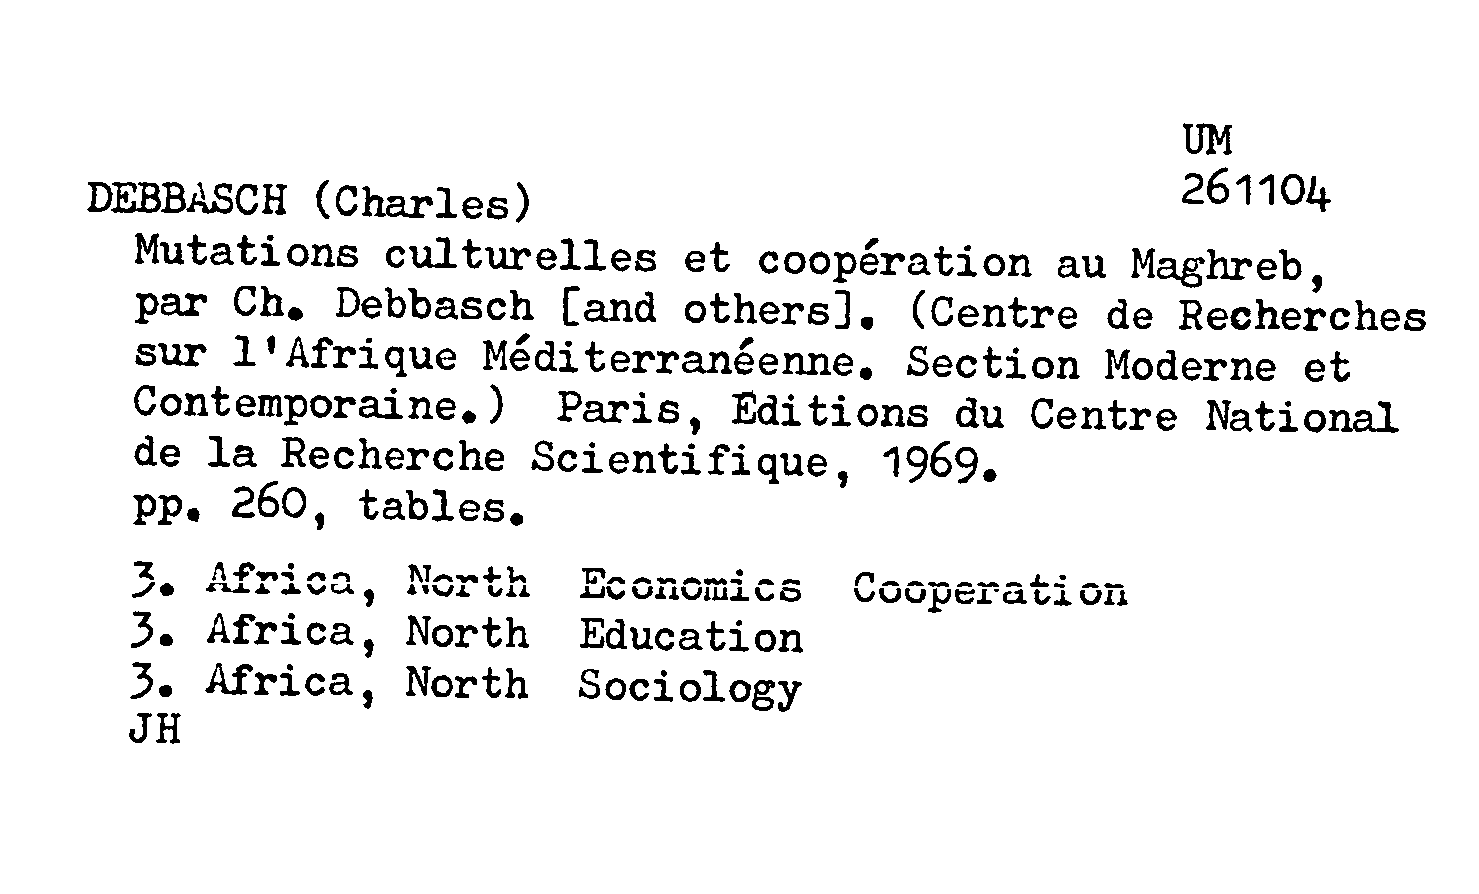 UM
261104
DEBBASCH (Charles)
Mutations culturelles et coopération au Maghreb,
par Ch. Debbasch [and others]. (Centre de Recherches
sur l'Afrique Méditerranéenne. Section Moderne et
Contemporaine.) Paris, Editions du Centre National
de la Recherche Scientifique, 1969.
pp. 260, tables.
3. Africa, North Economics Cooperation
3. Africa, North Education
3. Africa, North Sociology
JH